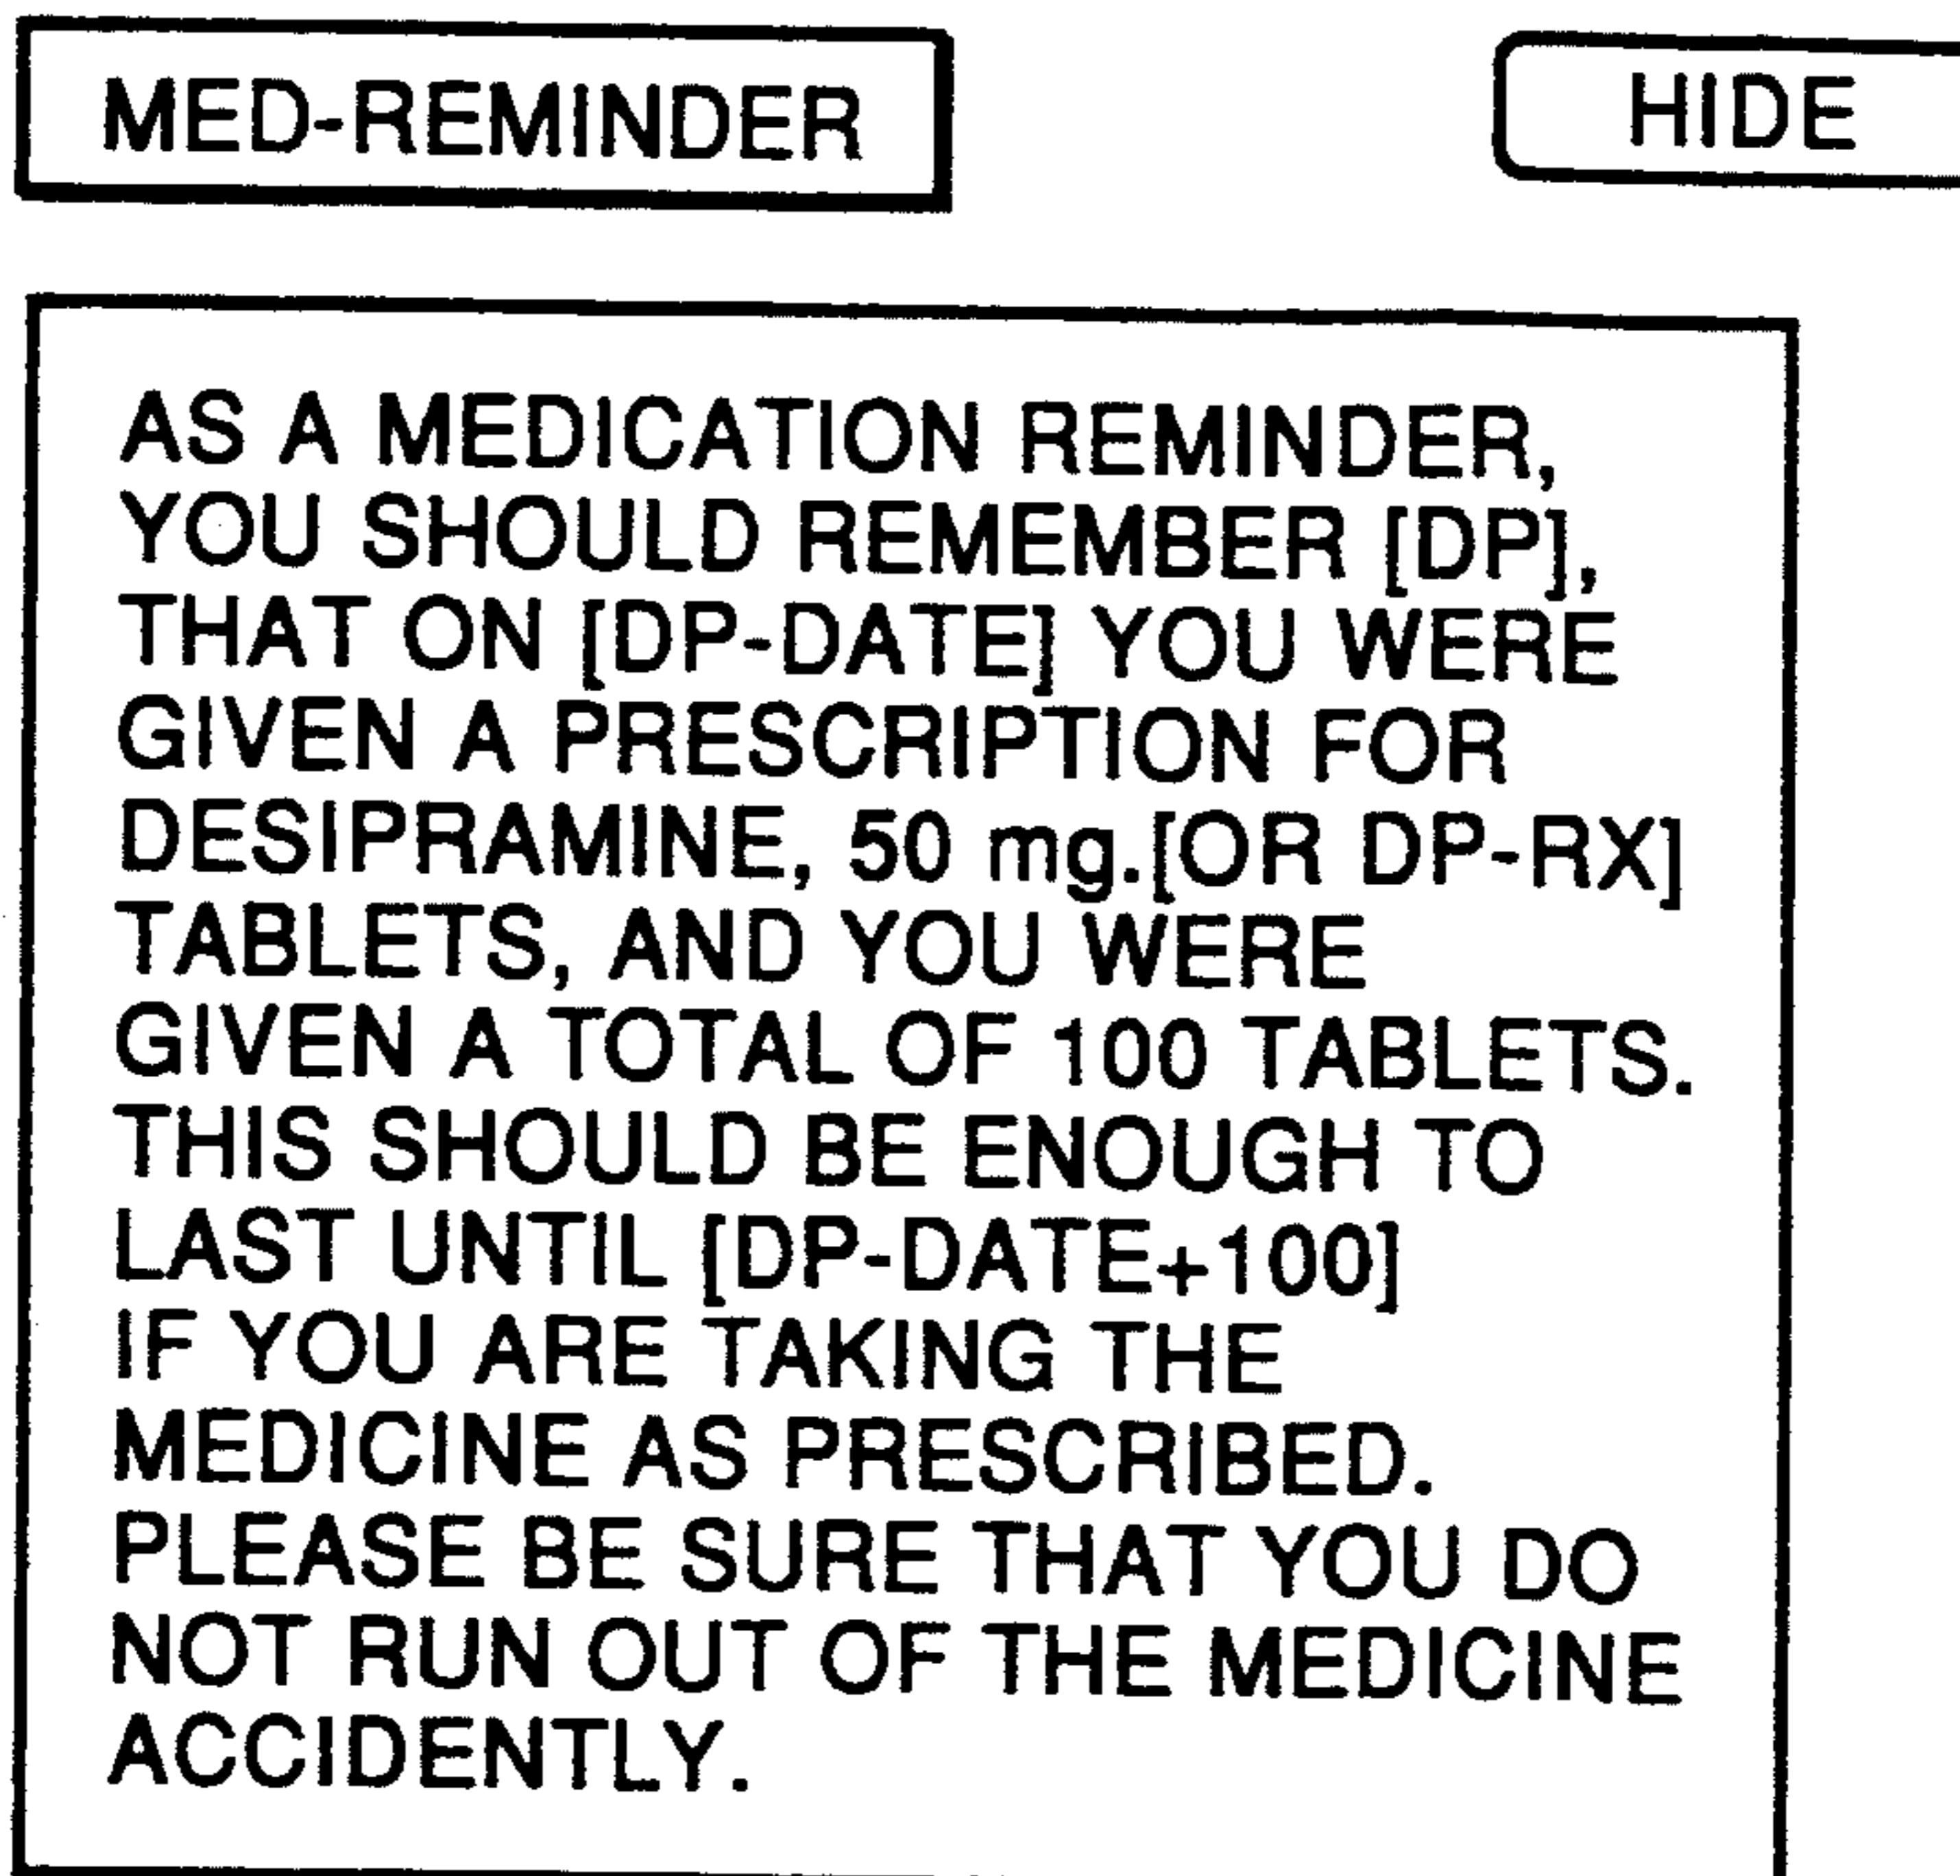 MED-REMINDER
HIDE
AS A MEDICATION REMINDER,
YOU SHOULD REMEMBER [DP],
THAT ON [DP-DATE] YOU WERE
GIVEN A PRESCRIPTION FOR
DESIPRAMINE, 50 mg.[OR DP-RX]
TABLETS, AND YOU WERE
GIVEN A TOTAL OF 100 TABLETS.
THIS SHOULD BE ENOUGH TO
LAST UNTIL [DP-DATE+100]
IF YOU ARE TAKING THE
MEDICINE AS PRESCRIBED.
PLEASE BE SURE THAT YOU DO
NOT RUN OUT OF THE MEDICINE
ACCIDENTLY.